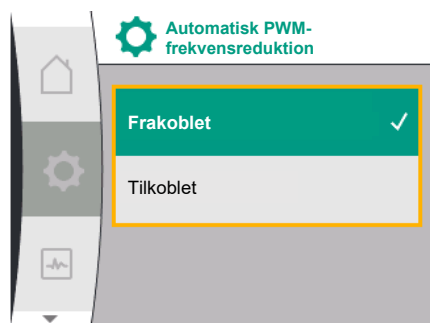 Automatisk PWM-
frekvensreduktion
Frakoblet
Tilkoblet